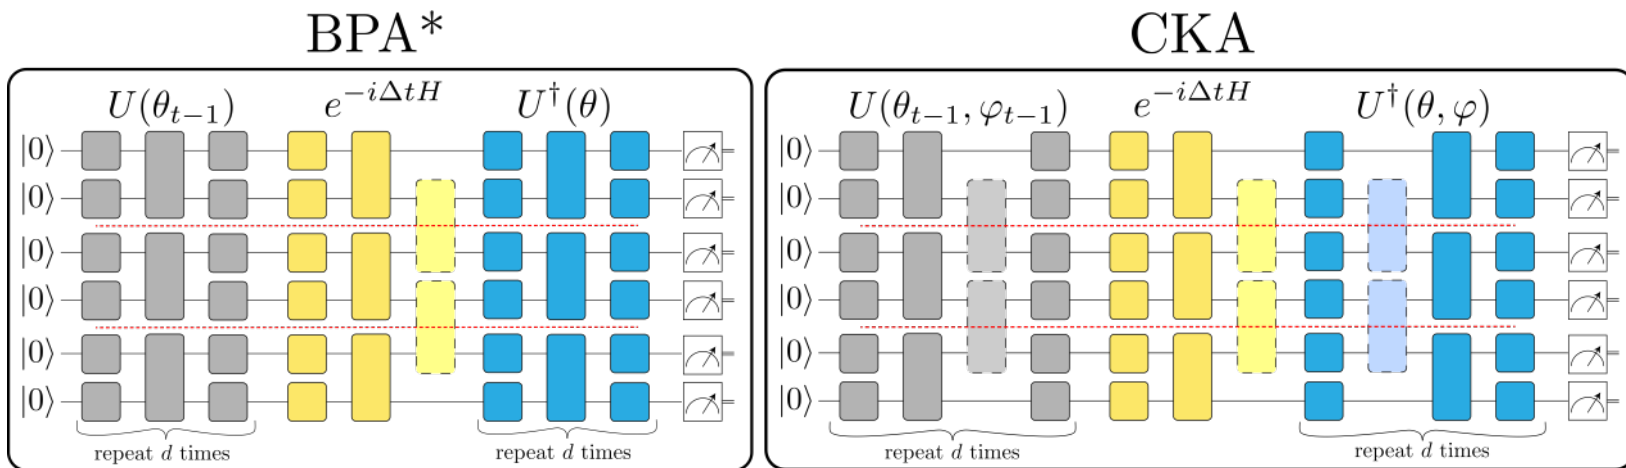 BPA*
CKA
U(θ_{t−1})
e^{−iΔtH}
U†(θ)
|0⟩
|0⟩
|0⟩
|0⟩
|0⟩
|0⟩
repeat d times
repeat d times
U(θ_{t−1}, φ_{t−1})
e^{−iΔtH}
U†(θ, φ)
|0⟩
|0⟩
|0⟩
|0⟩
|0⟩
|0⟩
repeat d times
repeat d times